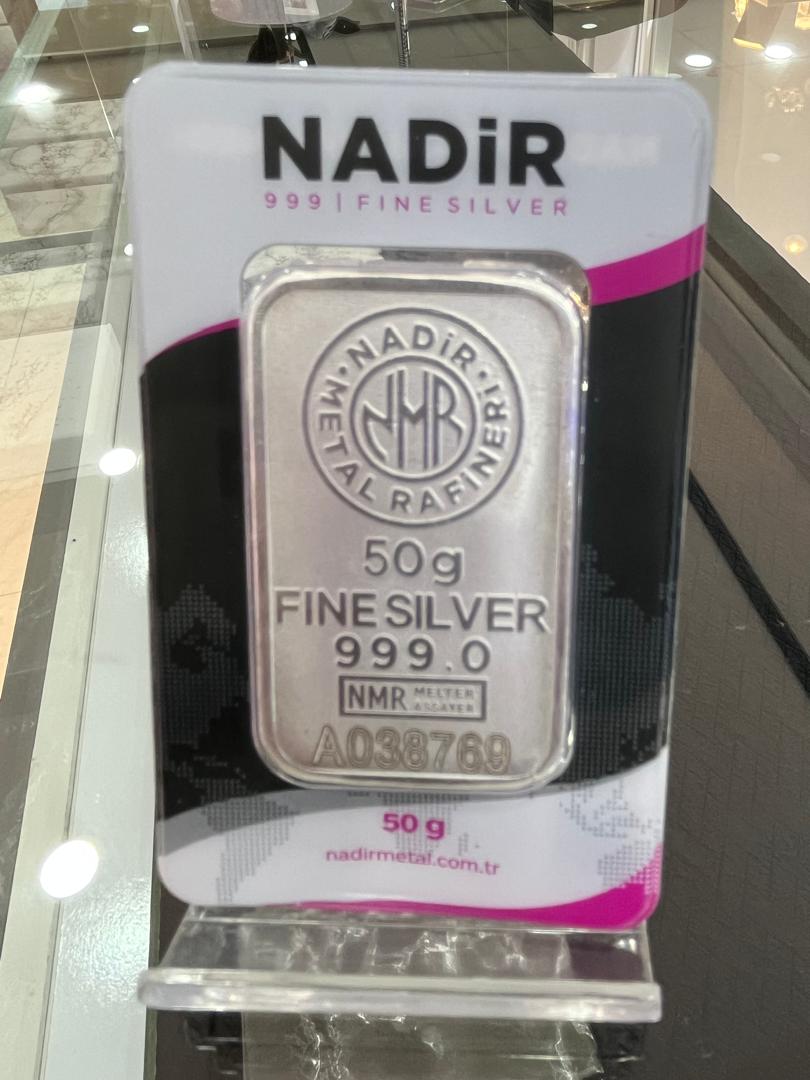 NADiR
999 | FINE SILVER
NADiR · METAL RAFINERI ·
NMR
50g
FINE SILVER
999.0
NMR MELTER
ASSAYER
A038769
50 g
nadirmetal.com.tr